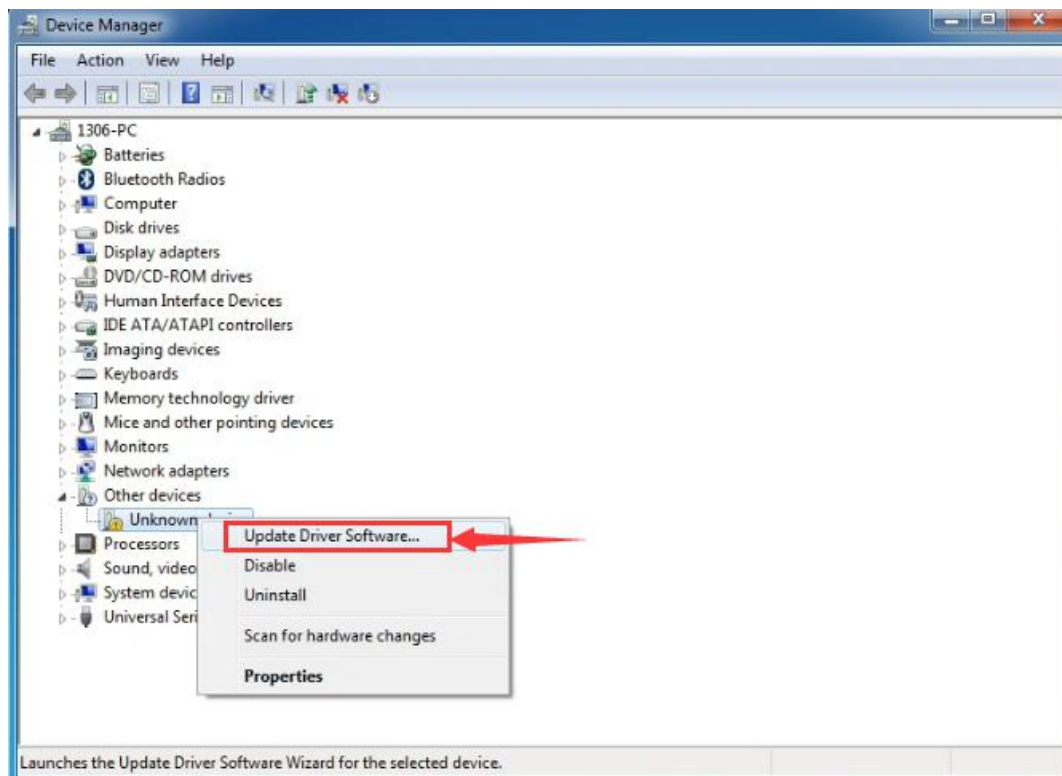 Device Manager
File Action View Help
1306-PC
Batteries
Bluetooth Radios
Computer
Disk drives
Display adapters
DVD/CD-ROM drives
Human Interface Devices
IDE ATA/ATAPI controllers
Imaging devices
Keyboards
Memory technology driver
Mice and other pointing devices
Monitors
Network adapters
Other devices
Unknown
Update Driver Software...
Processors
Sound, video
Disable
System devic
Uninstall
Universal Seri
Scan for hardware changes
Properties
Launches the Update Driver Software Wizard for the selected device.